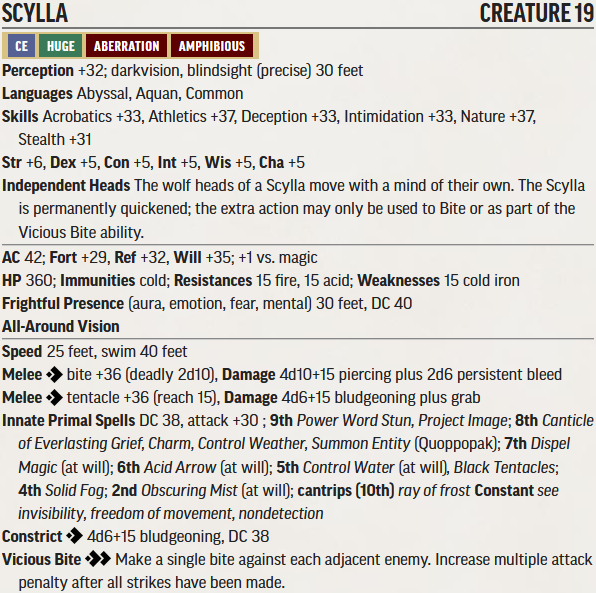 SCYLLA CREATURE 19
CE HUGE ABERRATION AMPHIBIOUS
Perception +32; darkvision, blindsight (precise) 30 feet
Languages Abyssal, Aquan, Common
Skills Acrobatics +33, Athletics +37, Deception +33, Intimidation +33, Nature +37,
Stealth +31
Str +6, Dex +5, Con +5, Int +5, Wis +5, Cha +5
Independent Heads The wolf heads of a Scylla move with a mind of their own. The Scylla
is permanently quickened; the extra action may only be used to Bite or as part of the
Vicious Bite ability.
AC 42; Fort +29, Ref +32, Will +35; +1 vs. magic
HP 360; Immunities cold; Resistances 15 fire, 15 acid; Weaknesses 15 cold iron
Frightful Presence (aura, emotion, fear, mental) 30 feet, DC 40
All-Around Vision
Speed 25 feet, swim 40 feet
Melee bite +36 (deadly 2d10), Damage 4d10+15 piercing plus 2d6 persistent bleed
Melee tentacle +36 (reach 15), Damage 4d6+15 bludgeoning plus grab
Innate Primal Spells DC 38, attack +30 ; 9th Power Word Stun, Project Image; 8th Canticle
of Everlasting Grief, Charm, Control Weather, Summon Entity (Quoppopak); 7th Dispel
Magic (at will); 6th Acid Arrow (at will); 5th Control Water (at will), Black Tentacles;
4th Solid Fog; 2nd Obscuring Mist (at will); cantrips (10th) ray of frost Constant see
invisibility, freedom of movement, nondetection
Constrict 4d6+15 bludgeoning, DC 38
Vicious Bite Make a single bite against each adjacent enemy. Increase multiple attack
penalty after all strikes have been made.